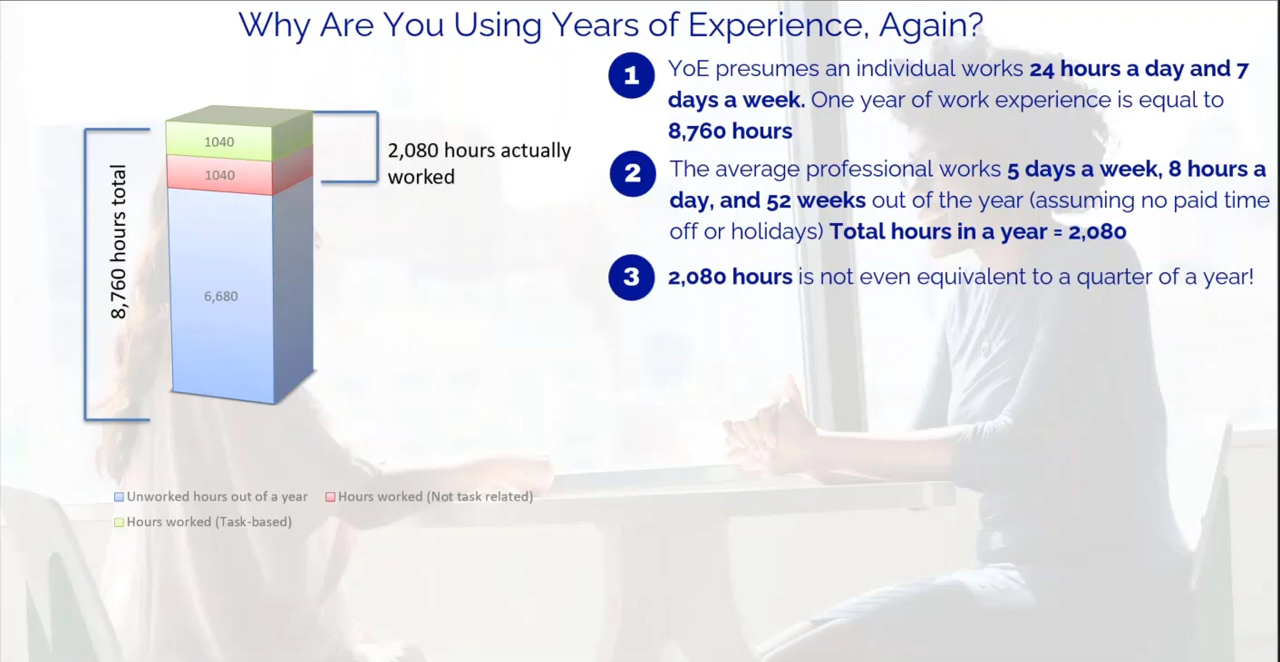 Why Are You Using Years of Experience, Again?
8,760 hours total
1040
1040
6,680
2,080 hours actually
worked
Unworked hours out of a year
Hours worked (Not task related)
Hours worked (Task-based)
1
YoE presumes an individual works 24 hours a day and 7
days a week. One year of work experience is equal to
8,760 hours
2
The average professional works 5 days a week, 8 hours a
day, and 52 weeks out of the year (assuming no paid time
off or holidays) Total hours in a year = 2,080
3
2,080 hours is not even equivalent to a quarter of a year!